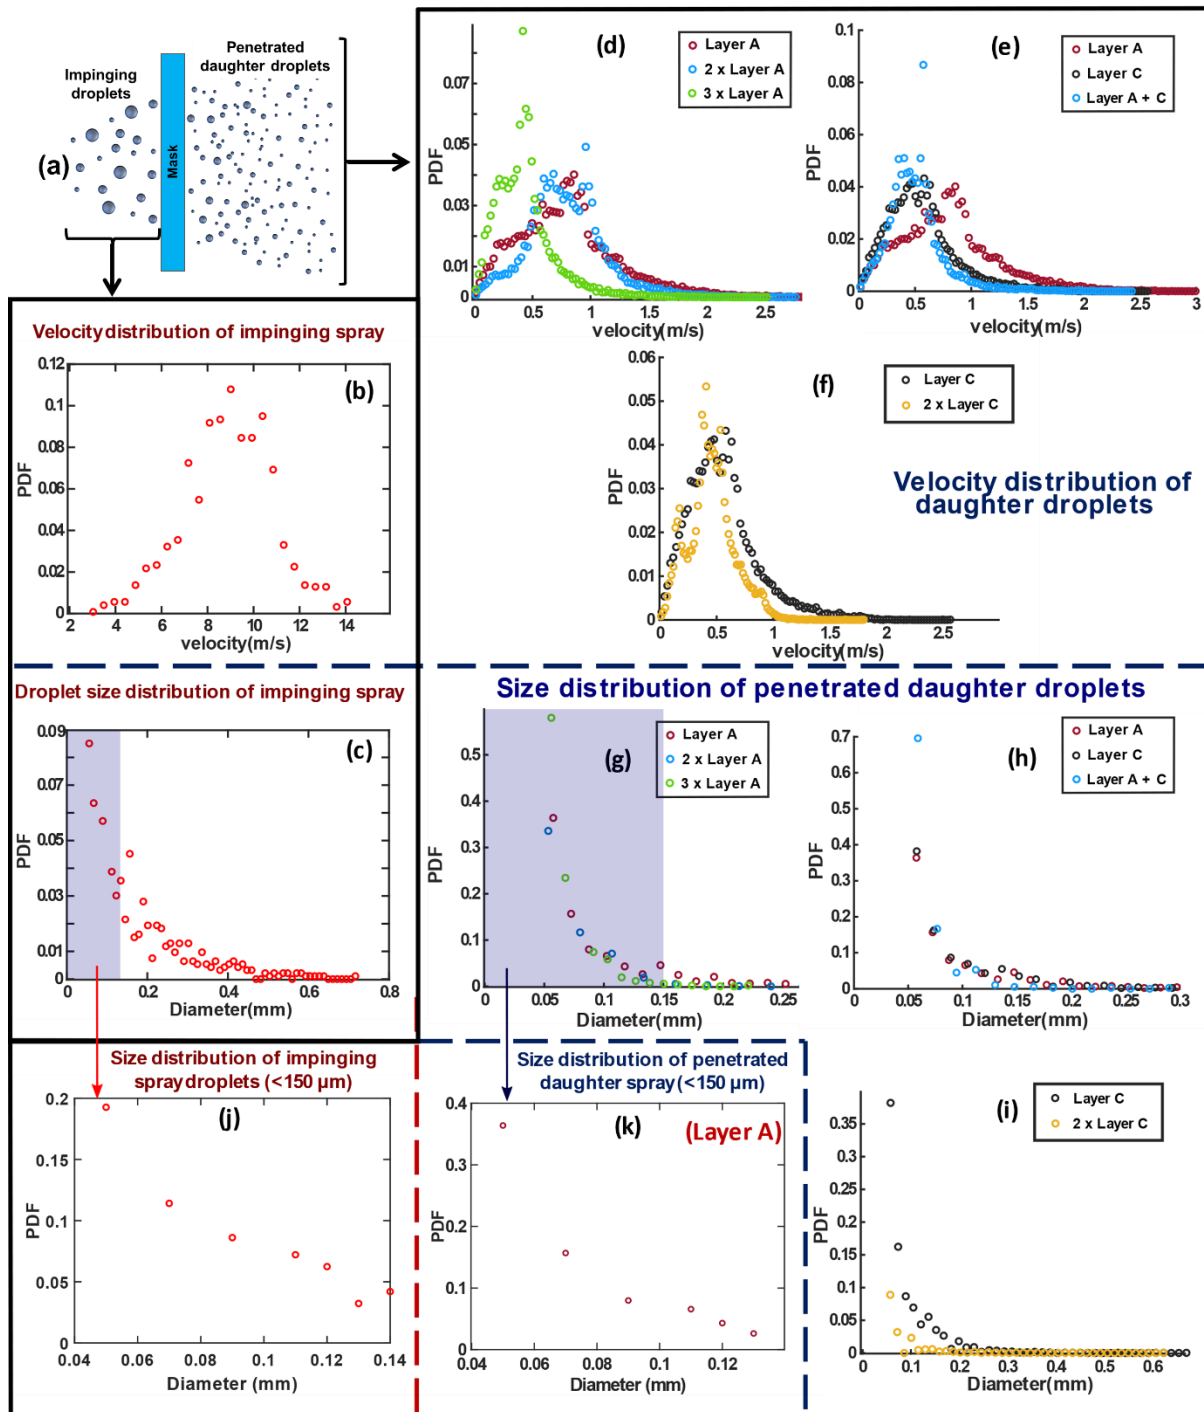 Impinging
droplets
Penetrated
daughter droplets
(a)
Mask
(d)
Layer A
2 x Layer A
3 x Layer A
0.07
0.05
0.03
0.01
PDF
0 0.5 1 1.5 2 2.5
velocity(m/s)
(e)
Layer A
Layer C
Layer A + C
0.1
0.08
0.06
0.04
0.02
0
PDF
0 0.5 1 1.5 2 2.5 3
velocity(m/s)
Velocity distribution of impinging spray
(b)
0.12
0.1
0.08
0.06
0.04
0.02
0
PDF
2 4 6 8 10 12 14
velocity(m/s)
(f)
Layer C
2 x Layer C
0.06
0.05
0.04
0.03
0.02
0.01
0
PDF
0 0.5 1 1.5 2 2.5
velocity(m/s)
Velocity distribution of
daughter droplets
Droplet size distribution of impinging spray
(c)
0.09
0.07
0.05
0.03
0.01
0
PDF
0 0.2 0.4 0.6 0.8
Diameter(mm)
Size distribution of penetrated daughter droplets
(g)
Layer A
2 x Layer A
3 x Layer A
0.5
0.4
0.3
0.2
0.1
0
PDF
0 0.05 0.1 0.15 0.2 0.25
Diameter(mm)
(h)
Layer A
Layer C
Layer A + C
0.7
0.6
0.5
0.4
0.3
0.2
0.1
0
PDF
0 0.05 0.1 0.15 0.2 0.25 0.3
Diameter(mm)
Size distribution of impinging
spray droplets (<150 µm)
(j)
0.2
0.15
0.1
0.05
0
PDF
0.04 0.06 0.08 0.1 0.12 0.14
Diameter (mm)
Size distribution of penetrated
daughter spray (<150 µm)
(k)
(Layer A)
0.4
0.3
0.2
0.1
0
PDF
0.04 0.06 0.08 0.1 0.12
Diameter (mm)
(i)
Layer C
2 x Layer C
0.35
0.3
0.25
0.2
0.15
0.1
0.05
0
PDF
0 0.1 0.2 0.3 0.4 0.5 0.6
Diameter(mm)